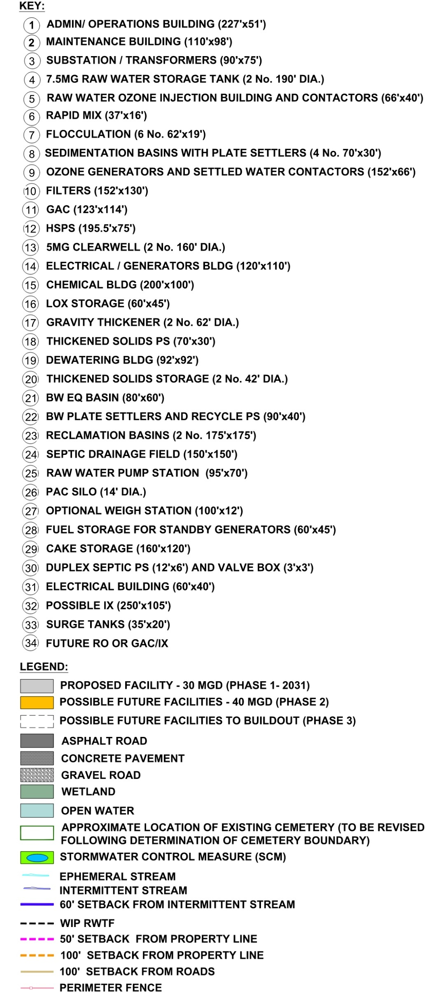 KEY:
1 ADMIN/ OPERATIONS BUILDING (227'x51')
2 MAINTENANCE BUILDING (110'x98')
3 SUBSTATION / TRANSFORMERS (90'x75')
4 7.5MG RAW WATER STORAGE TANK (2 No. 190' DIA.)
5 RAW WATER OZONE INJECTION BUILDING AND CONTACTORS (66'x40')
6 RAPID MIX (37'x16')
7 FLOCCULATION (6 No. 62'x19')
8 SEDIMENTATION BASINS WITH PLATE SETTLERS (4 No. 70'x30')
9 OZONE GENERATORS AND SETTLED WATER CONTACTORS (152'x66')
10 FILTERS (152'x130')
11 GAC (123'x114')
12 HSPS (195.5'x75')
13 5MG CLEARWELL (2 No. 160' DIA.)
14 ELECTRICAL / GENERATORS BLDG (120'x110')
15 CHEMICAL BLDG (200'x100')
16 LOX STORAGE (60'x45')
17 GRAVITY THICKENER (2 No. 62' DIA.)
18 THICKENED SOLIDS PS (70'x30')
19 DEWATERING BLDG (92'x92')
20 THICKENED SOLIDS STORAGE (2 No. 42' DIA.)
21 BW EQ BASIN (80'x60')
22 BW PLATE SETTLERS AND RECYCLE PS (90'x40')
23 RECLAMATION BASINS (2 No. 175'x175')
24 SEPTIC DRAINAGE FIELD (150'x150')
25 RAW WATER PUMP STATION  (95'x70')
26 PAC SILO (14' DIA.)
27 OPTIONAL WEIGH STATION (100'x12')
28 FUEL STORAGE FOR STANDBY GENERATORS (60'x45')
29 CAKE STORAGE (160'x120')
30 DUPLEX SEPTIC PS (12'x6') AND VALVE BOX (3'x3')
31 ELECTRICAL BUILDING (60'x40')
32 POSSIBLE IX (250'x105')
33 SURGE TANKS (35'x20')
34 FUTURE RO OR GAC/IX
LEGEND:
PROPOSED FACILITY - 30 MGD (PHASE 1- 2031)
POSSIBLE FUTURE FACILITIES - 40 MGD (PHASE 2)
POSSIBLE FUTURE FACILITIES TO BUILDOUT (PHASE 3)
ASPHALT ROAD
CONCRETE PAVEMENT
GRAVEL ROAD
WETLAND
OPEN WATER
APPROXIMATE LOCATION OF EXISTING CEMETERY (TO BE REVISED
FOLLOWING DETERMINATION OF CEMETERY BOUNDARY)
STORMWATER CONTROL MEASURE (SCM)
EPHEMERAL STREAM
INTERMITTENT STREAM
60' SETBACK FROM INTERMITTENT STREAM
WIP RWTF
50' SETBACK  FROM PROPERTY LINE
100'  SETBACK FROM PROPERTY LINE
100'  SETBACK FROM ROADS
PERIMETER FENCE